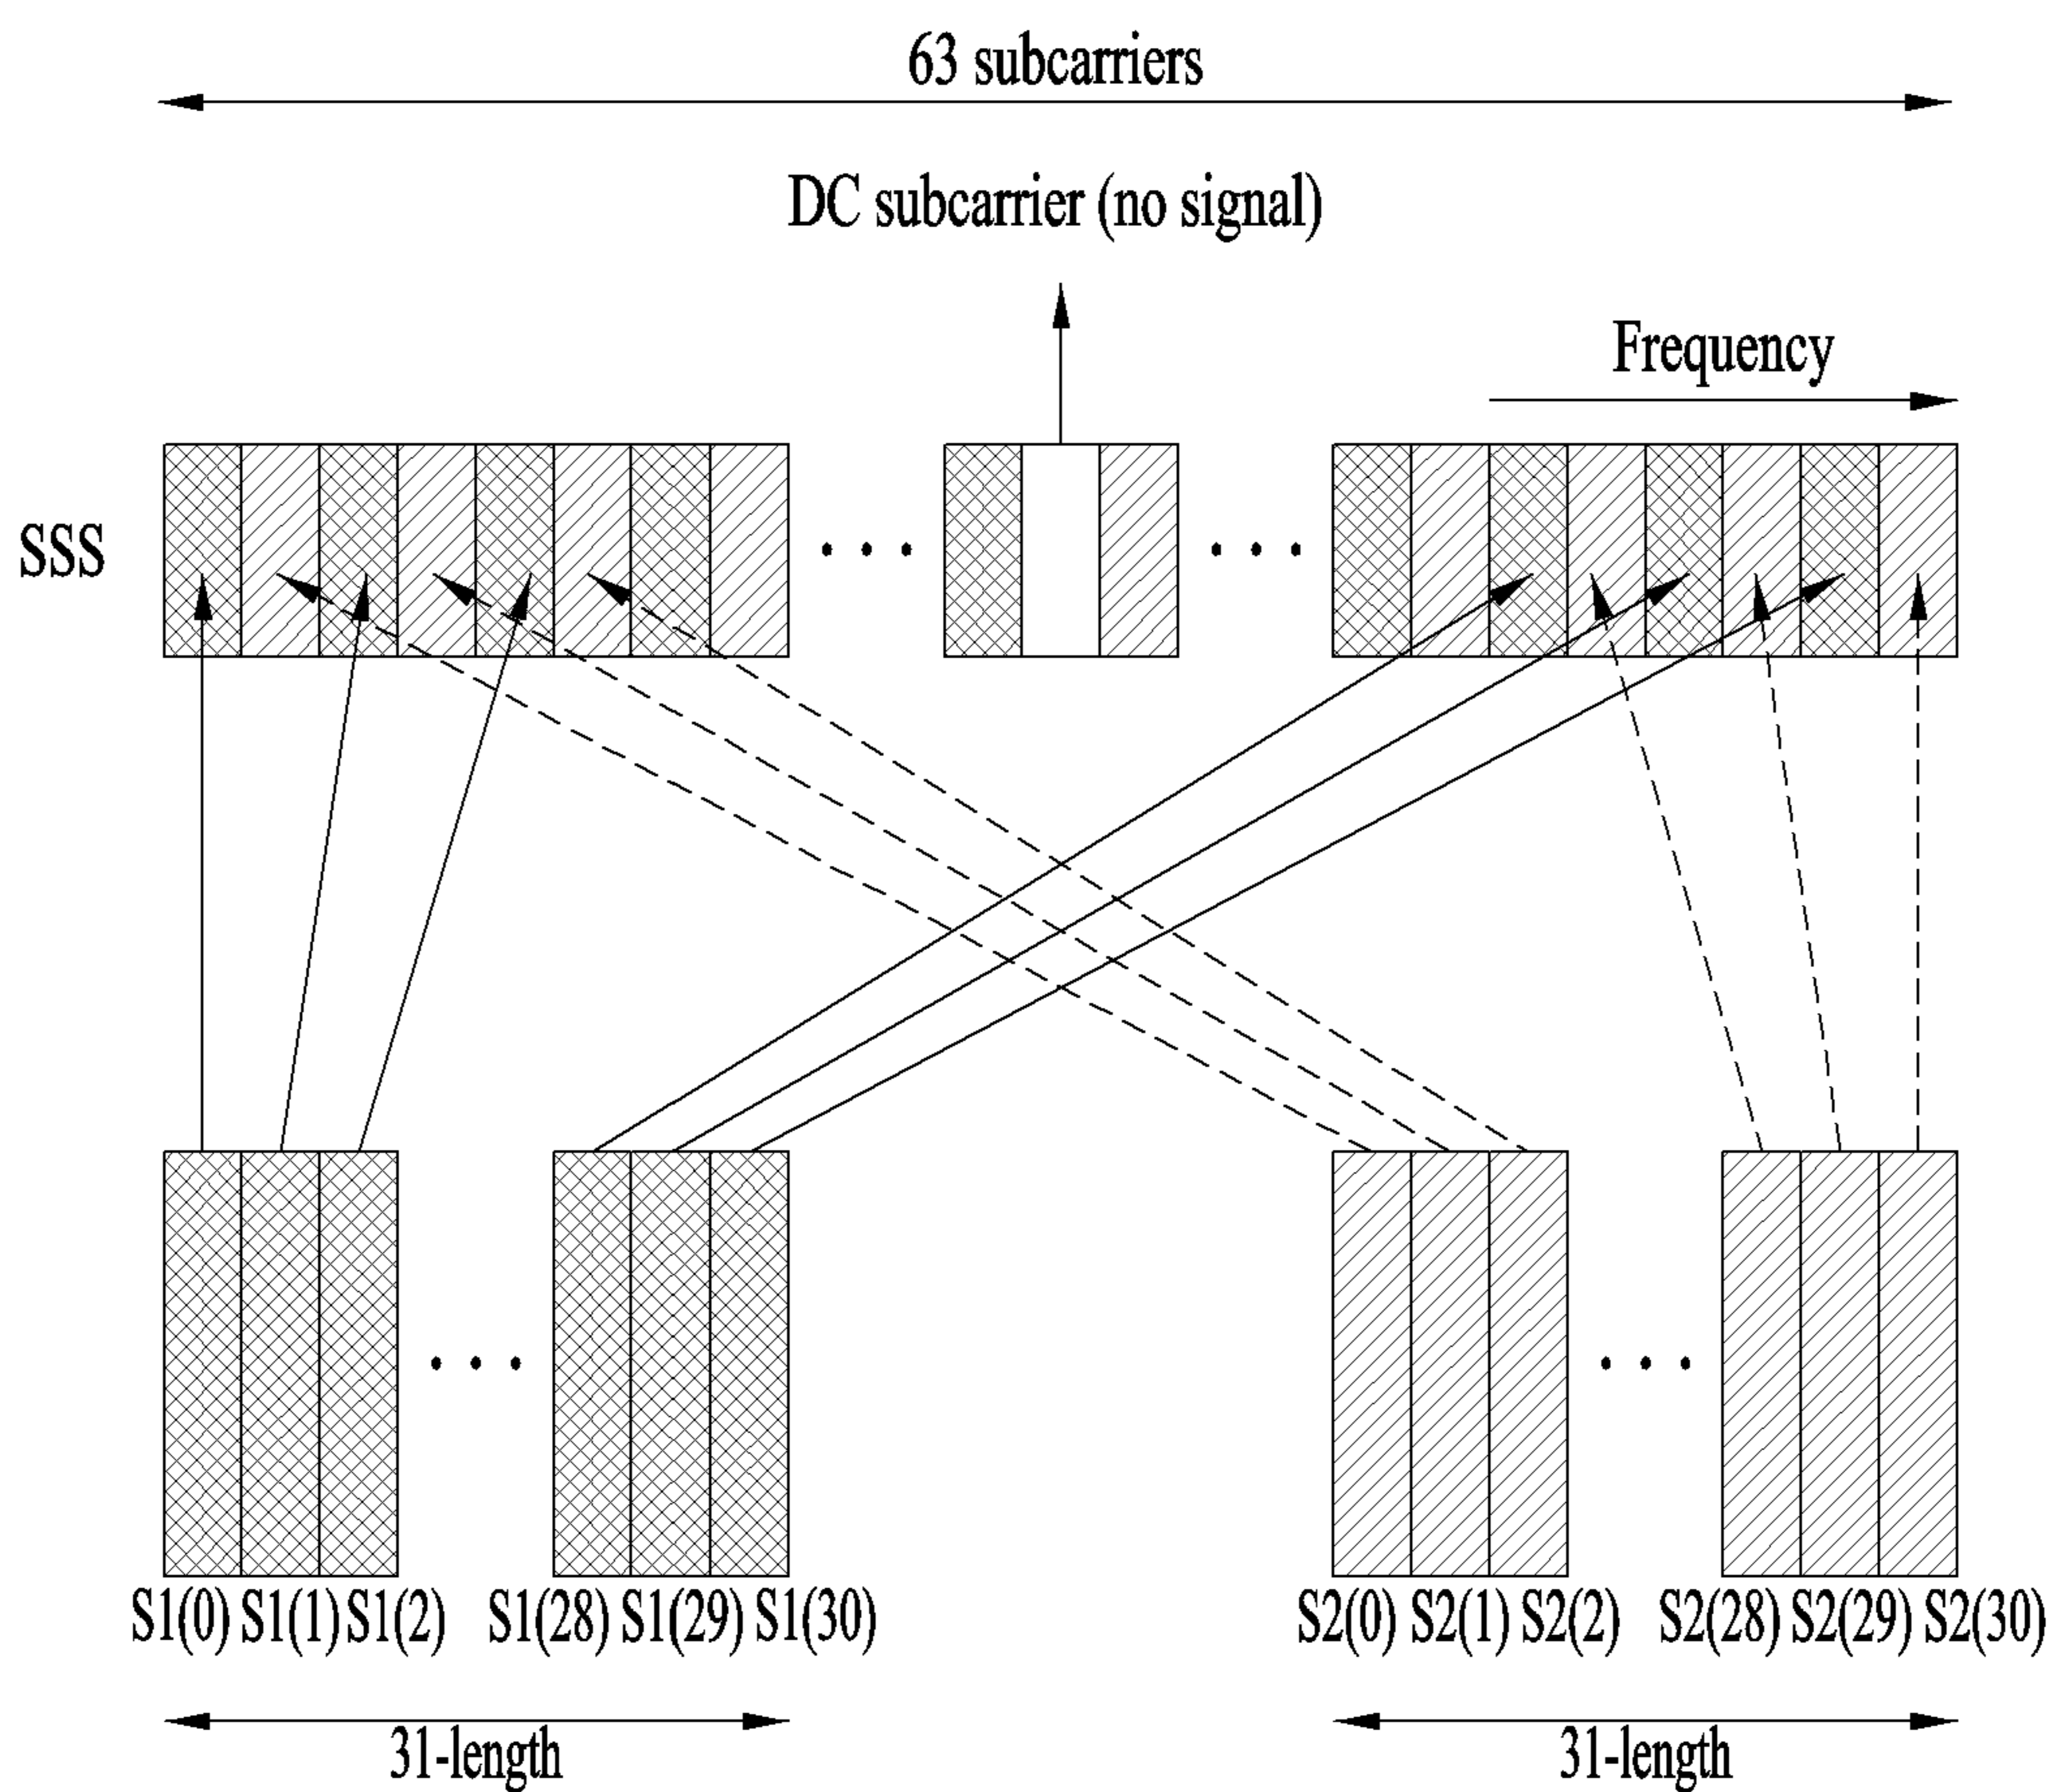 63 subcarriers
DC subcarrier (no signal)
Frequency
SSS
S1(0) S1(1) S1(2) S1(28) S1(29) S1(30) S2(0) S2(1) S2(2) S2(28) S2(29) S2(30)
31-length 31-length